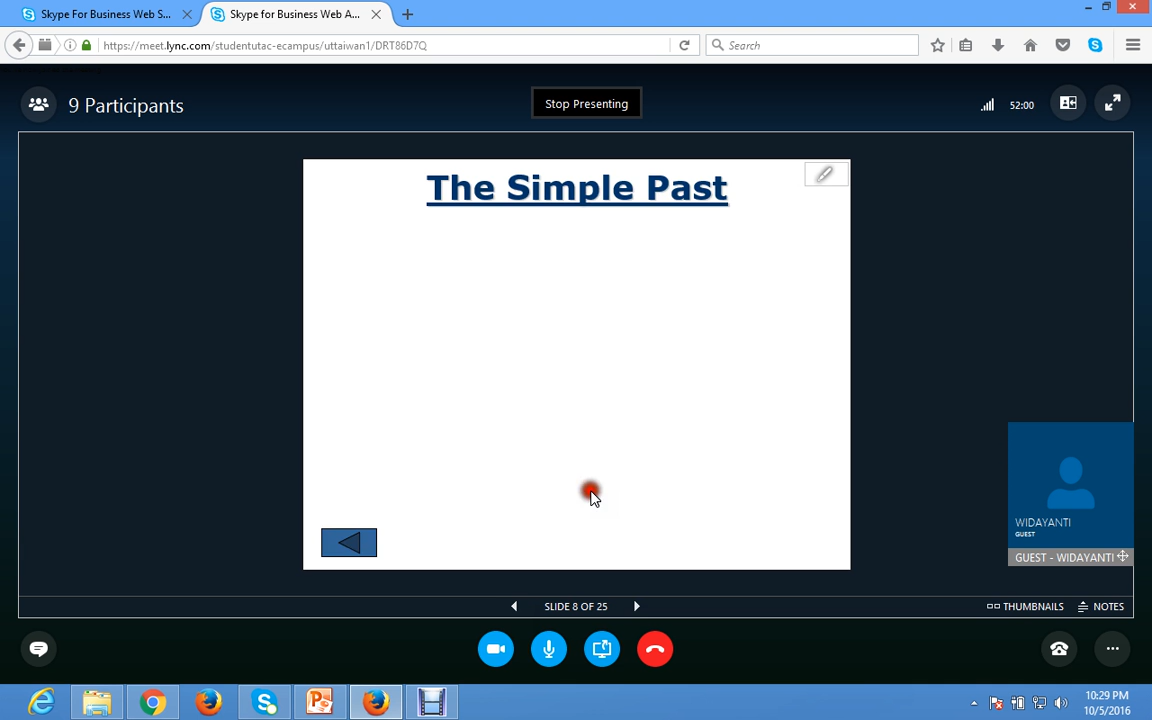 Skype For Business Web S...
Skype for Business Web A...
https://meet.lync.com/studentutac-ecampus/uttaiwan1/DRT86D7Q
Search
9 Participants
Stop Presenting
52:00
The Simple Past
WIDAYANTI
GUEST
GUEST - WIDAYANTI
SLIDE 8 OF 25
THUMBNAILS
NOTES
10:29 PM
10/5/2016